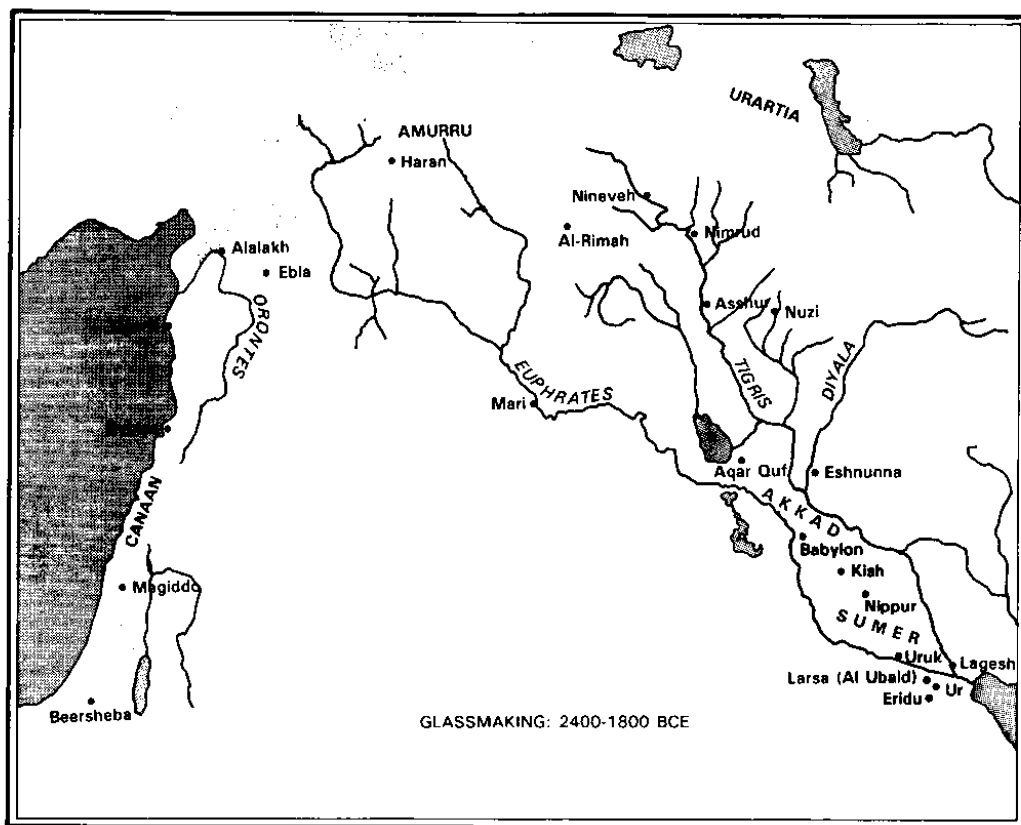 URARTIA
AMURRU
Haran
Nineveh
Al-Rimah
Nimrud
Alalakh
Ebla
ORONTES
Asshur
Nuzi
TIGRIS
DIYALA
EUPHRATES
Mari
Aqar Quf
Eshnunna
CANAAN
AKKAD
Babylon
Kish
Megiddo
Nippur
SUMER
Uruk
Lagesh
Larsa (Al Ubaid)
Ur
Eridu
Beersheba
GLASSMAKING: 2400-1800 BCE